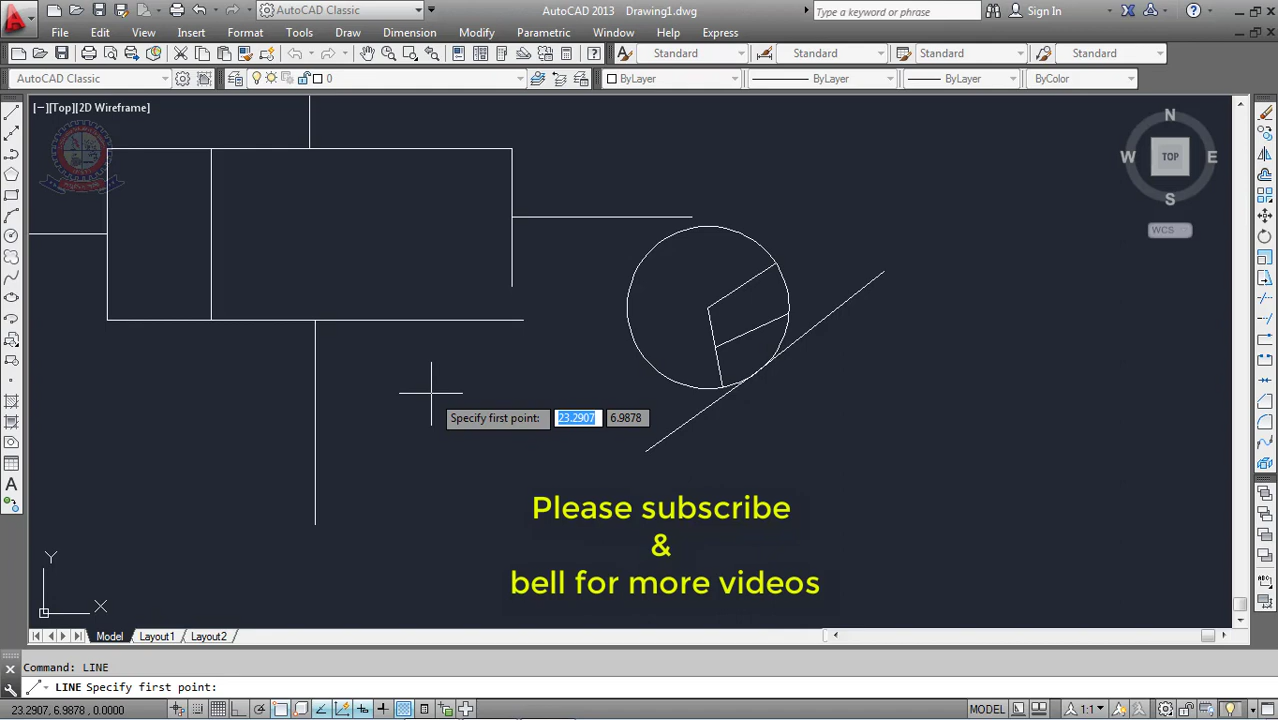 AutoCAD Classic
AutoCAD 2013 Drawing1.dwg
Type a keyword or phrase
Sign In
File Edit View Insert Format Tools Draw Dimension Modify Parametric Window Help Express
Standard Standard Standard Standard
AutoCAD Classic 0 ByLayer ByLayer ByLayer ByColor
[−][Top][2D Wireframe]
N
W TOP E
S
WCS
Specify first point: 23.2907 6.9878
Please subscribe
&
bell for more videos
Y
X
Model Layout1 Layout2
Command: LINE
LINE Specify first point:
23.2907, 6.9878 , 0.0000 MODEL 1:1